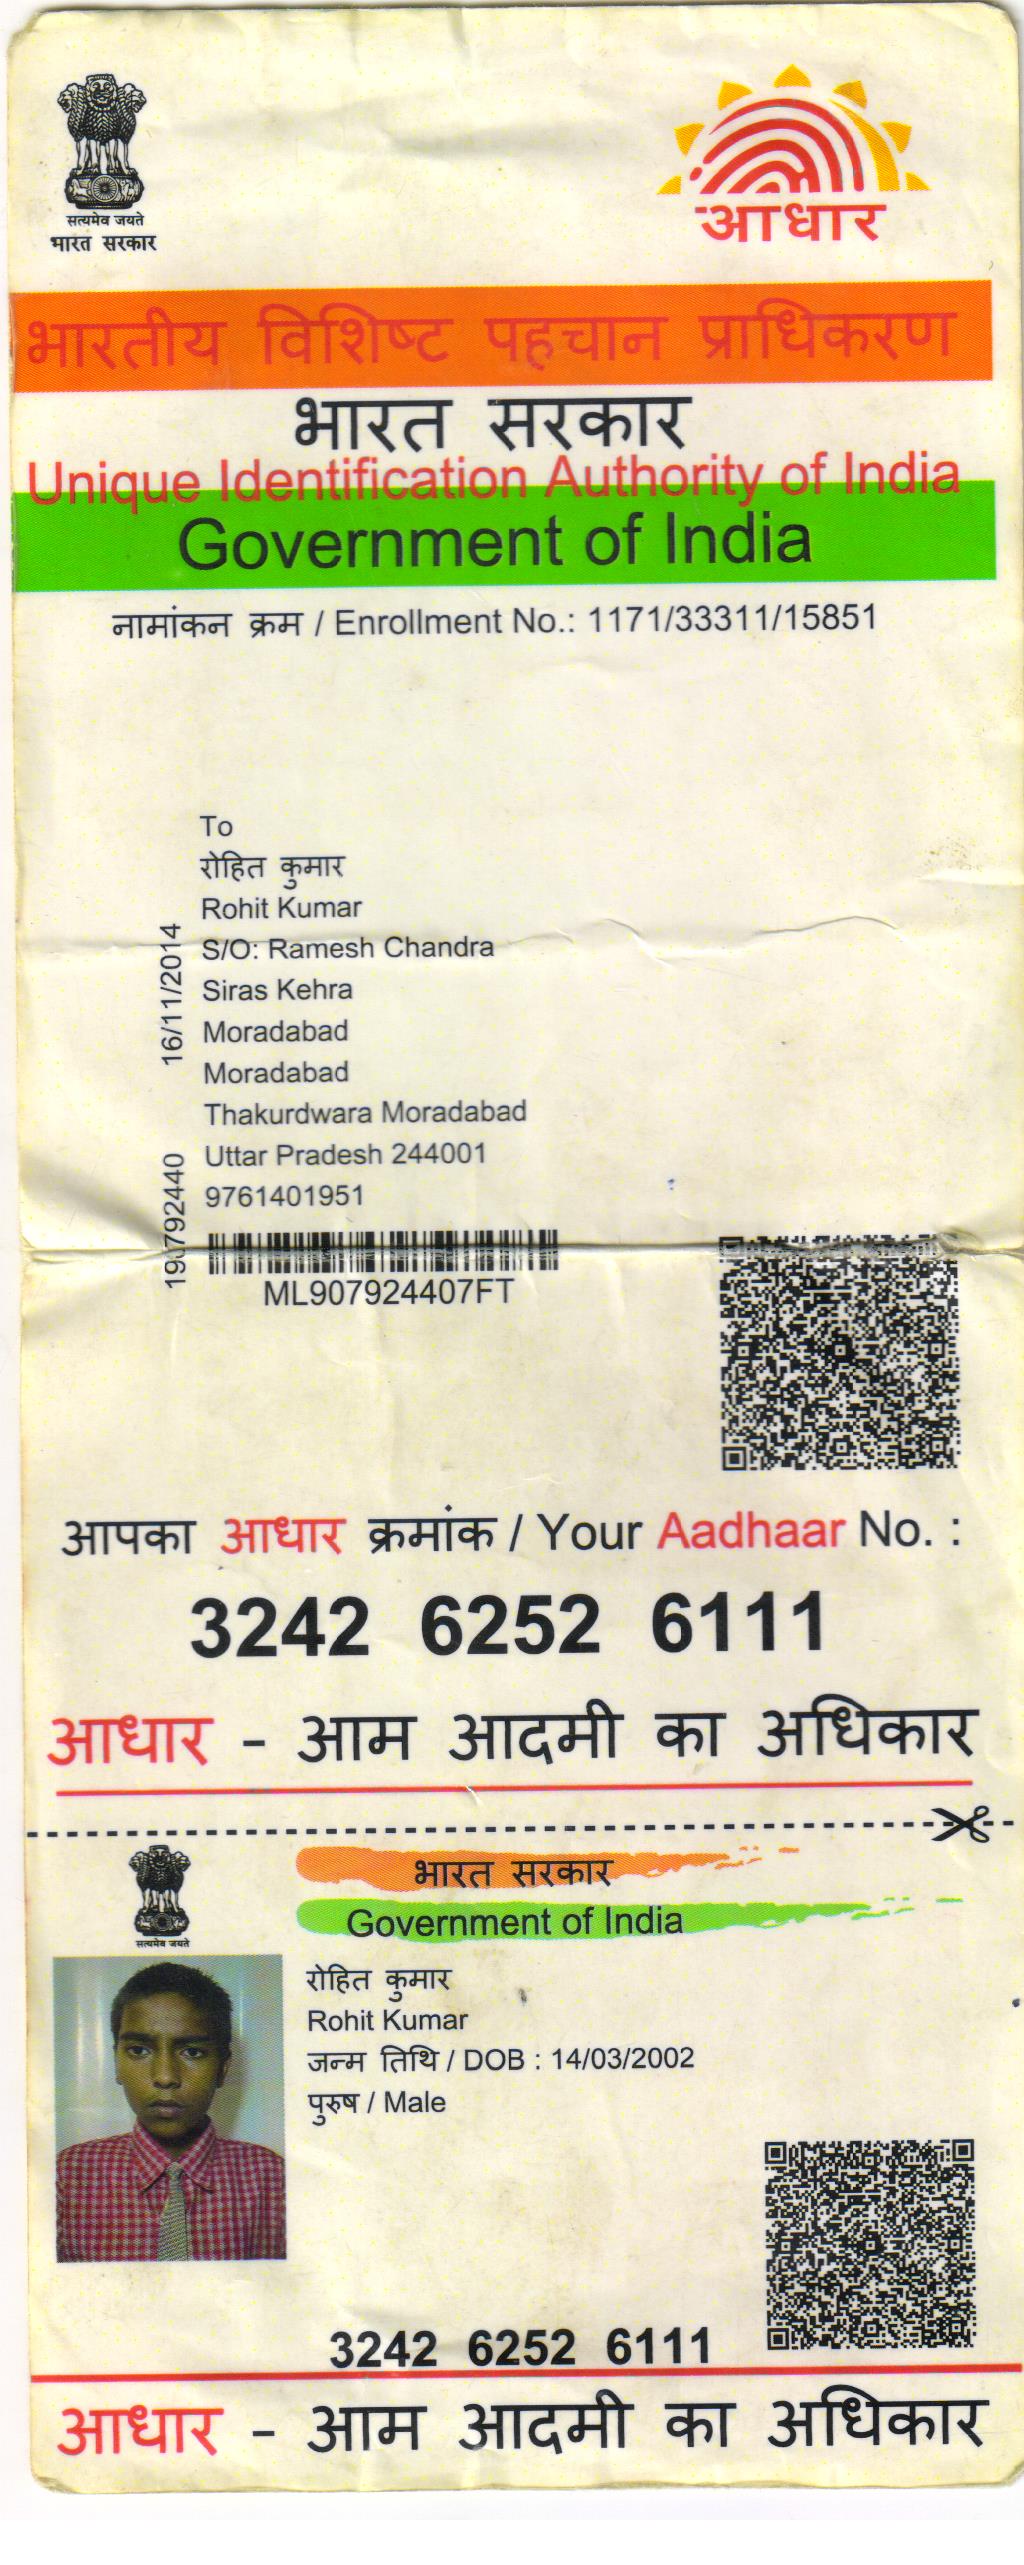 सत्यमेव जयते
भारत सरकार
आधार
भारतीय विशिष्ट पहचान प्राधिकरण
भारत सरकार
Unique Identification Authority of India
Government of India
नामांकन क्रम / Enrollment No.: 1171/33311/15851
To
रोहित कुमार
Rohit Kumar
S/O: Ramesh Chandra
Siras Kehra
Moradabad
Moradabad
Thakurdwara Moradabad
Uttar Pradesh 244001
9761401951
16/11/2014
ML907924407FT
आपका आधार क्रमांक / Your Aadhaar No. :
3242 6252 6111
आधार - आम आदमी का अधिकार
सत्यमेव जयते
भारत सरकार
Government of India
रोहित कुमार
Rohit Kumar
जन्म तिथि / DOB : 14/03/2002
पुरुष / Male
3242 6252 6111
आधार - आम आदमी का अधिकार